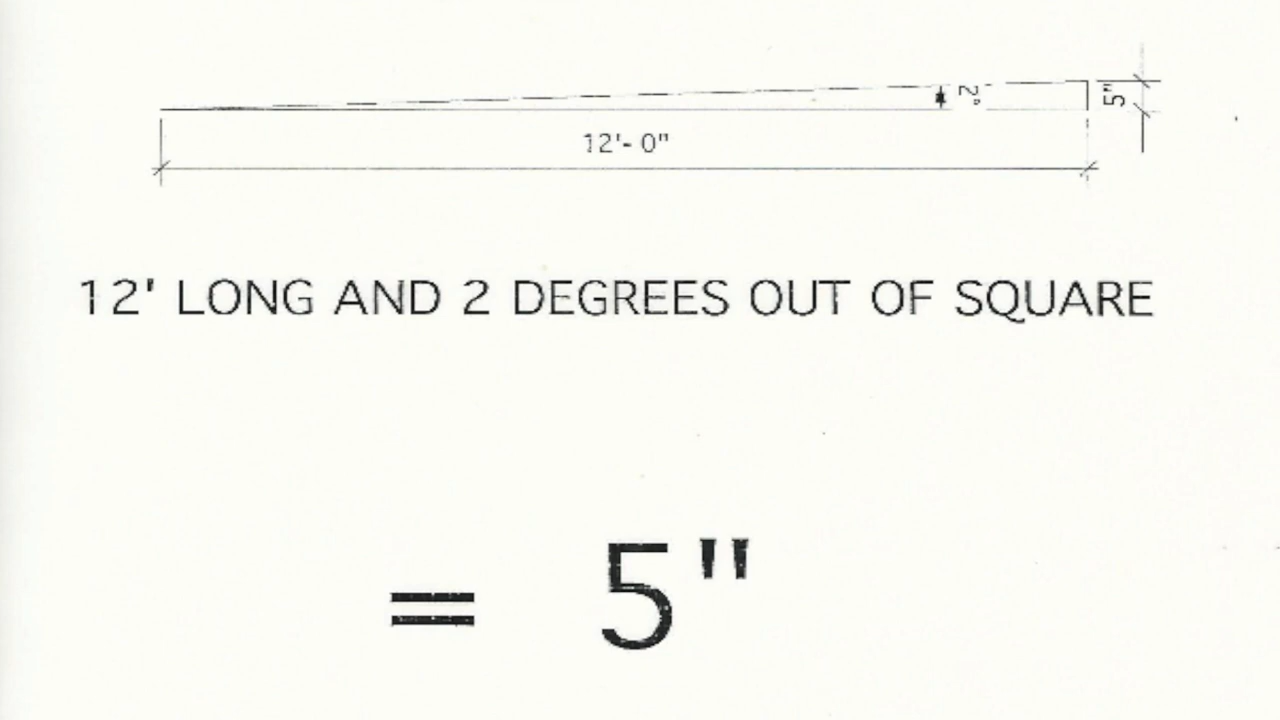 2°
5"
12'- 0"
12' LONG AND 2 DEGREES OUT OF SQUARE
= 5"